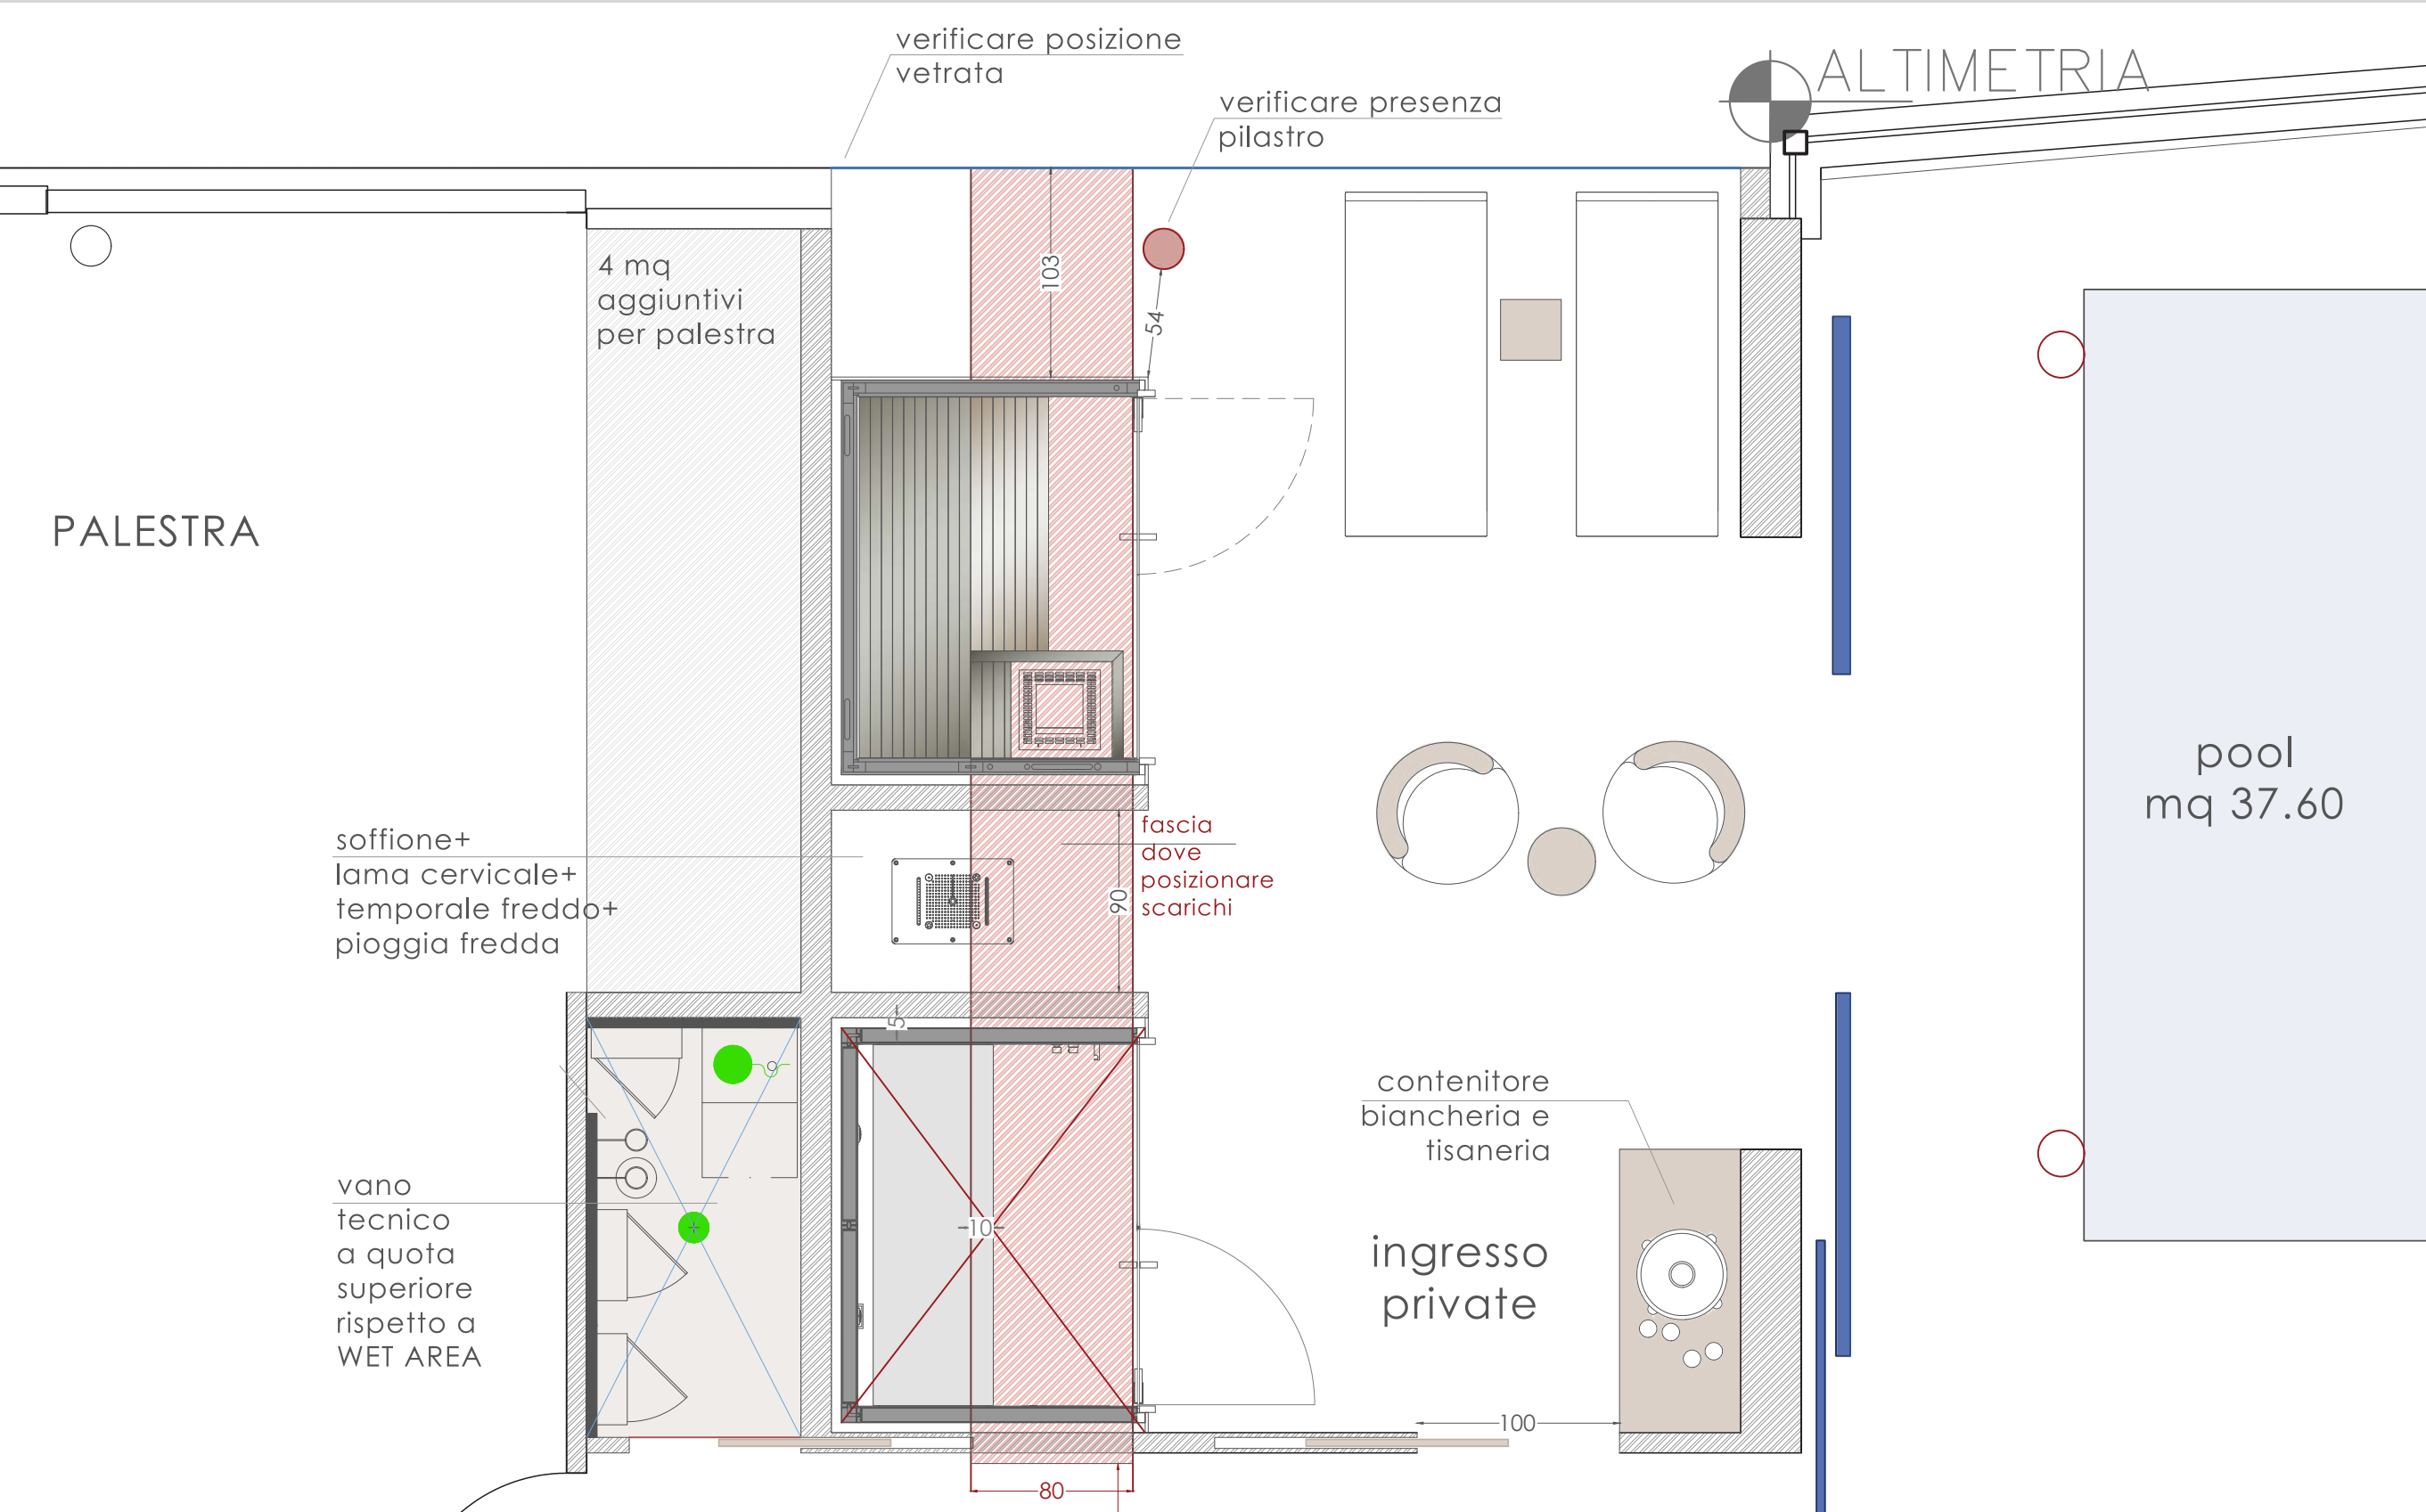 verificare posizione
vetrata
verificare presenza
pilastro
ALTIMETRIA
4 mq
aggiuntivi
per palestra
103
54
PALESTRA
pool
mq 37.60
soffione+
lama cervicale+
temporale freddo+
pioggia fredda
fascia
dove
posizionare
scarichi
90
5
contenitore
biancheria e
tisaneria
vano
tecnico
a quota
superiore
rispetto a
WET AREA
10
ingresso
private
100
80